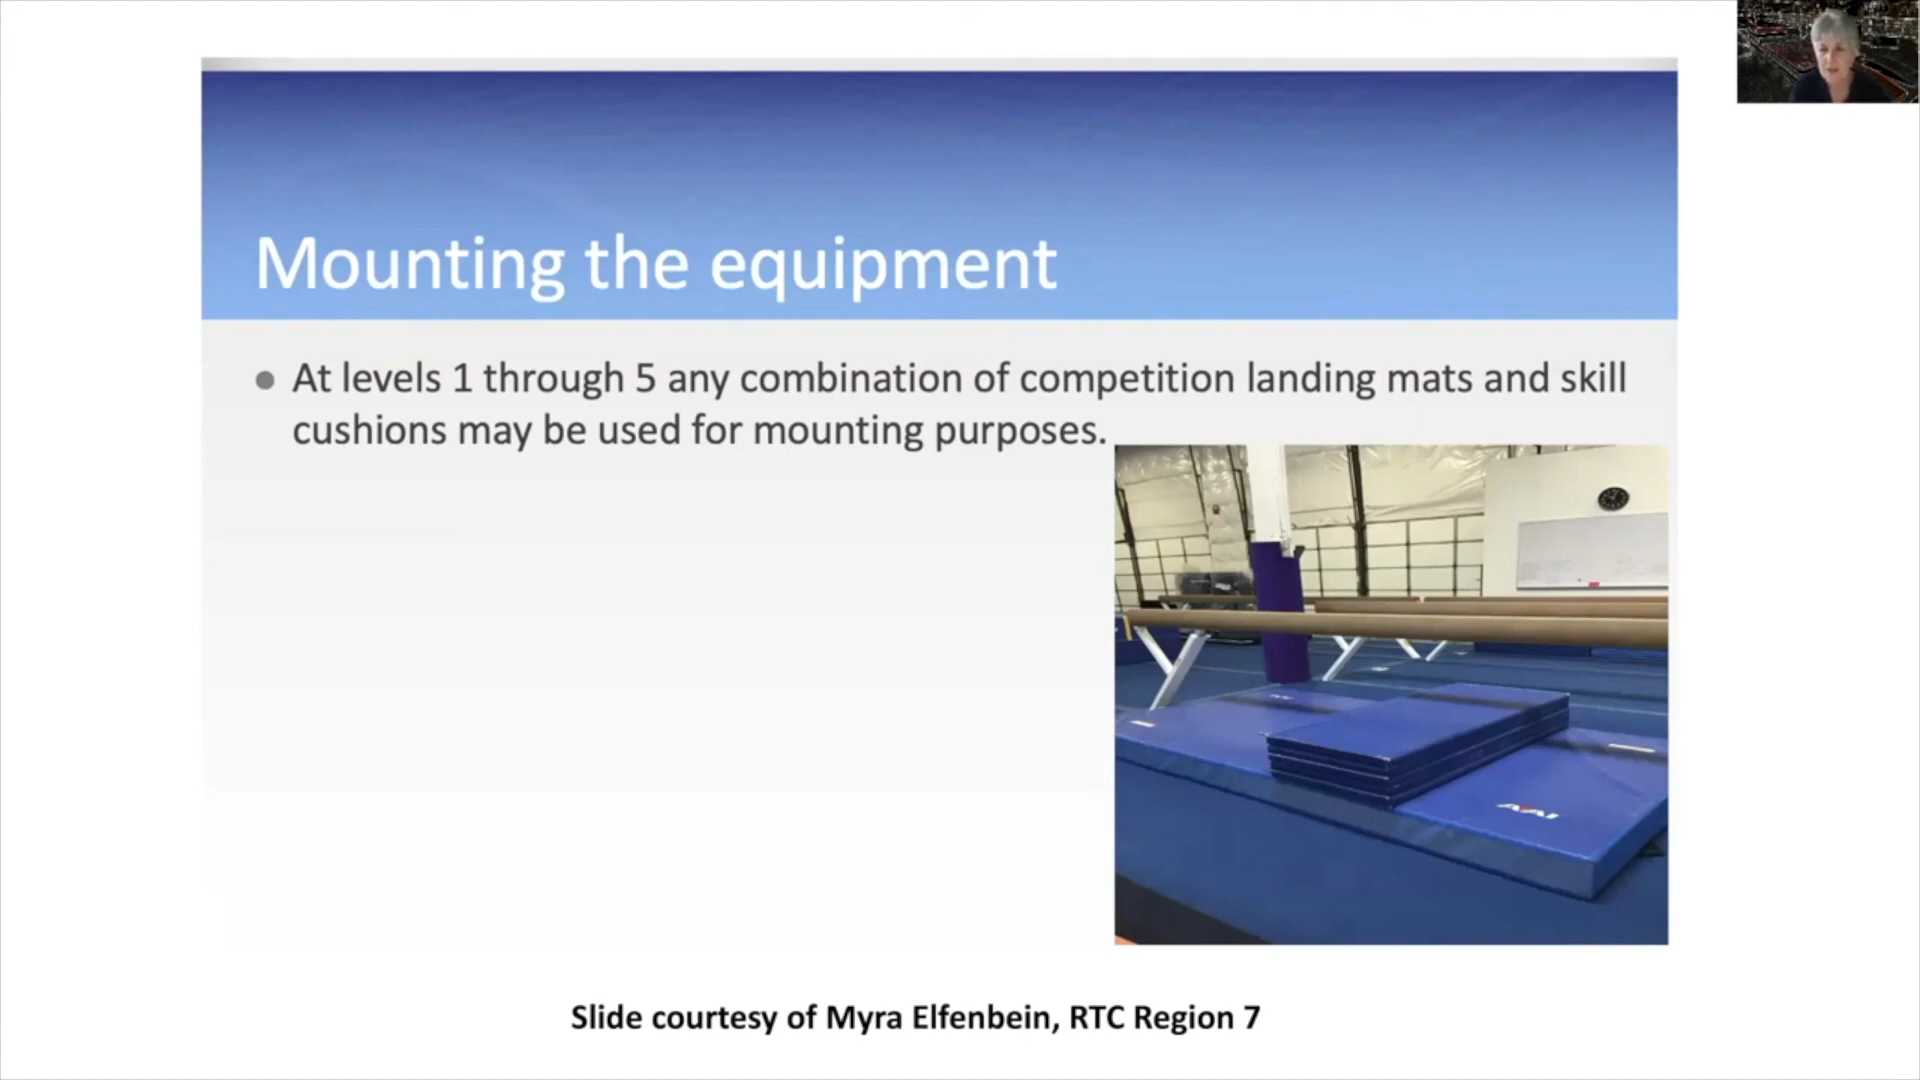 Mounting the equipment
At levels 1 through 5 any combination of competition landing mats and skill
cushions may be used for mounting purposes.
AAI
Slide courtesy of Myra Elfenbein, RTC Region 7